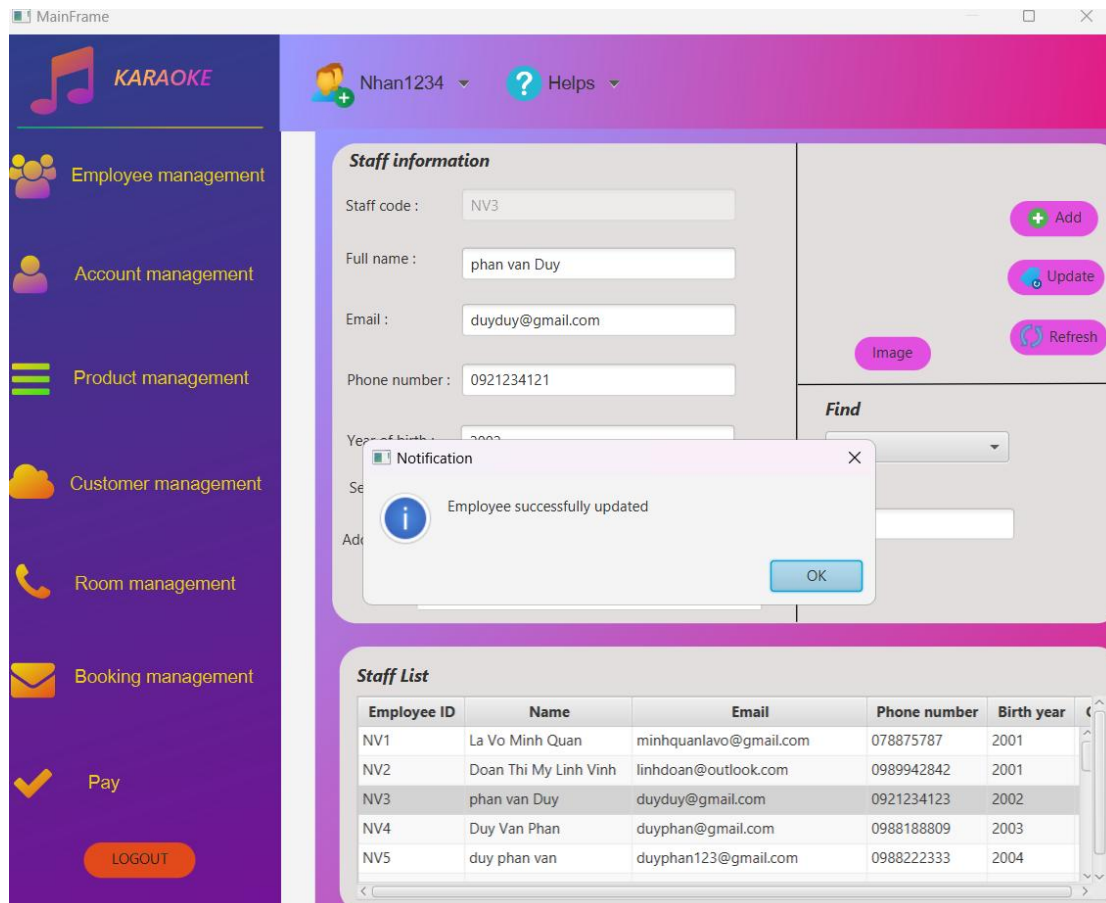 MainFrame
KARAOKE
Nhan1234
Helps
Employee management
Account management
Product management
Customer management
Room management
Booking management
Pay
LOGOUT
Staff information
Staff code :
NV3
Full name :
phan van Duy
Email :
duyduy@gmail.com
Phone number :
0921234121
Year of birth :
Add
Update
Refresh
Image
Find
Notification
Employee successfully updated
OK
Staff List
Employee ID Name Email Phone number Birth year
NV1 La Vo Minh Quan minhquanlavo@gmail.com 078875787 2001
NV2 Doan Thi My Linh Vinh linhdoan@outlook.com 0989942842 2001
NV3 phan van Duy duyduy@gmail.com 0921234123 2002
NV4 Duy Van Phan duyphan@gmail.com 0988188809 2003
NV5 duy phan van duyphan123@gmail.com 0988222333 2004